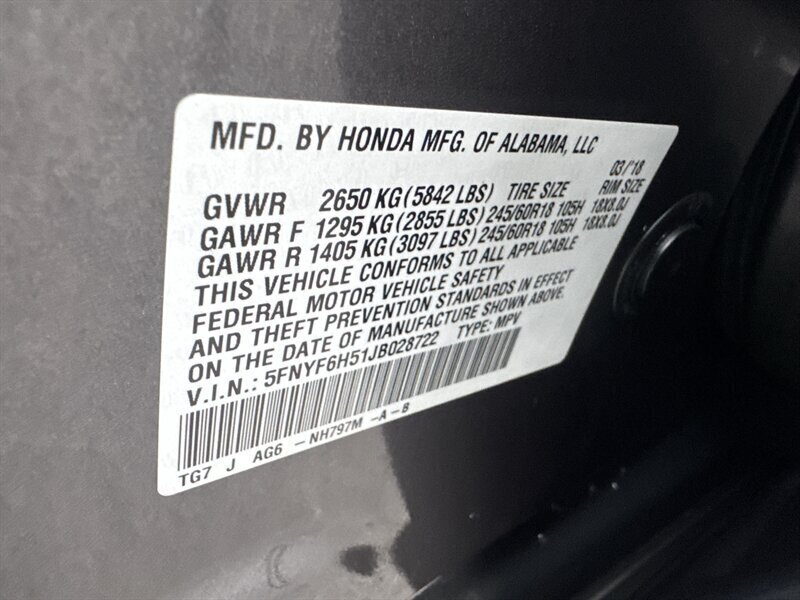 MFD. BY HONDA MFG. OF ALABAMA, LLC
03/'18
GVWR 2650 KG (5842 LBS) TIRE SIZE RIM SIZE
GAWR F 1295 KG (2855 LBS) 245/60R18 105H 18X8.0J
GAWR R 1405 KG (3097 LBS) 245/60R18 105H 18X8.0J
THIS VEHICLE CONFORMS TO ALL APPLICABLE
FEDERAL MOTOR VEHICLE SAFETY
AND THEFT PREVENTION STANDARDS IN EFFECT
ON THE DATE OF MANUFACTURE SHOWN ABOVE.
V.I.N.: 5FNYF6H51JB028722 TYPE: MPV
TG7 J AG6 -NH797M -A-B